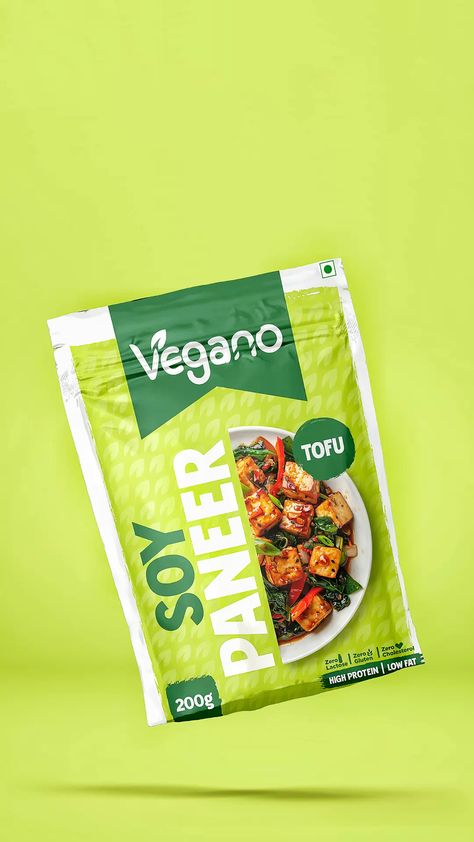 Vegano
TOFU
SOY
PANEER
Zero Lactose | Zero Gluten | Zero Cholesterol
HIGH PROTEIN | LOW FAT
200g